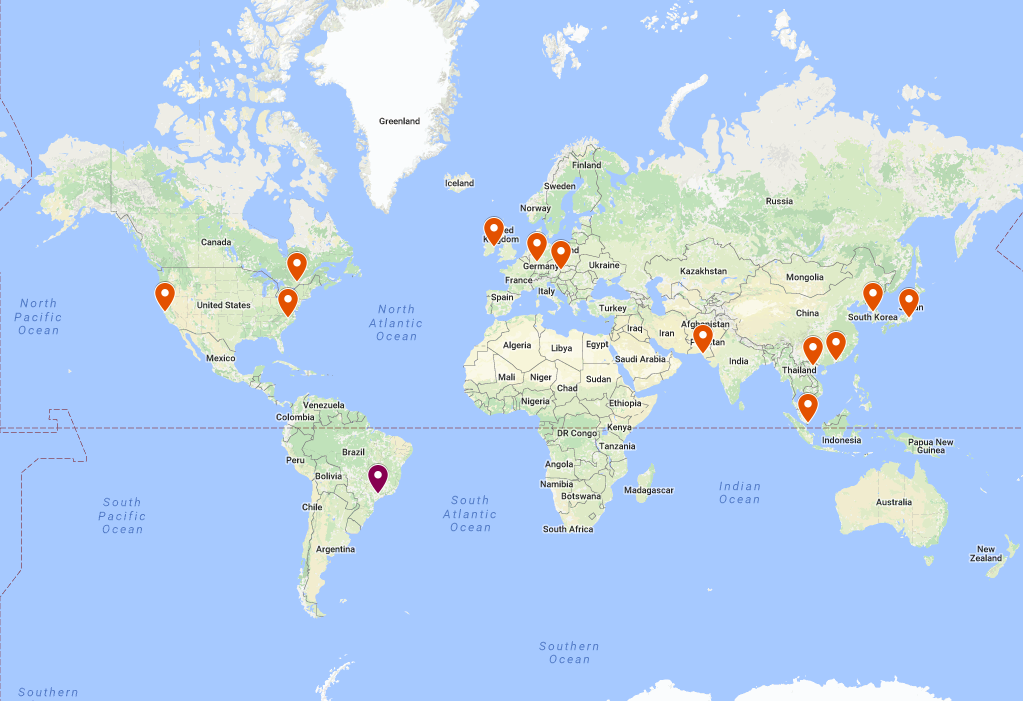 Greenland
Iceland
Finland
Sweden
Norway
Russia
Canada
Germany
Ukraine
Kazakhstan
Mongolia
France
Italy
Spain
Turkey
United States
China
South Korea
North
Pacific
Ocean
North
Atlantic
Ocean
Iraq
Iran
Afghanistan
Algeria
Libya
Egypt
Saudi Arabia
India
Mexico
Thailand
Mali
Niger
Chad
Sudan
Nigeria
Ethiopia
Venezuela
Colombia
DR Congo
Kenya
Tanzania
Indonesia
Papua New
Guinea
Brazil
Peru
Bolivia
Angola
Namibia
Botswana
Madagascar
Chile
South Africa
Argentina
Australia
New
Zealand
South
Pacific
Ocean
South
Atlantic
Ocean
Indian
Ocean
Southern
Ocean
Southern